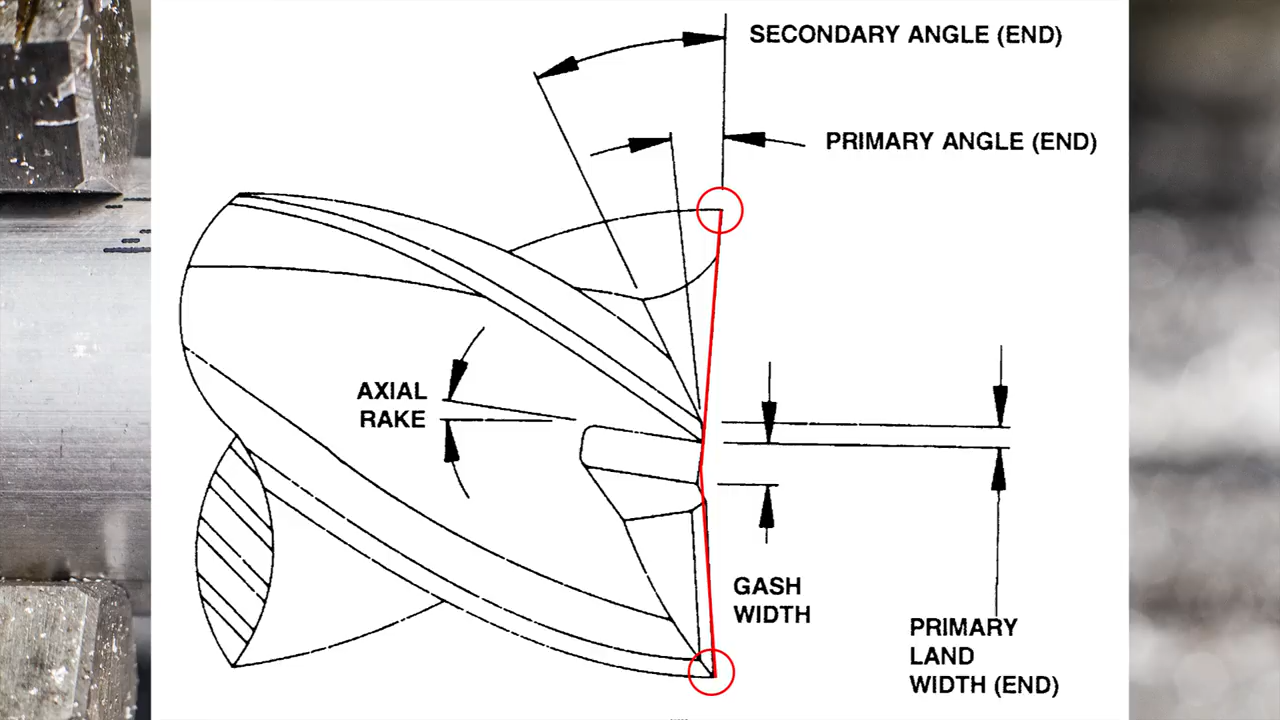 SECONDARY ANGLE (END)
PRIMARY ANGLE (END)
AXIAL
RAKE
GASH
WIDTH
PRIMARY
LAND
WIDTH (END)